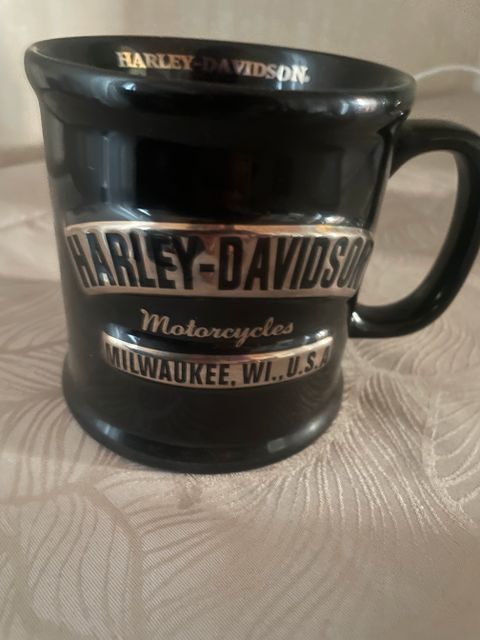 HARLEY-DAVIDSON
HARLEY-DAVIDSON
Motorcycles
MILWAUKEE, WI., U.S.A